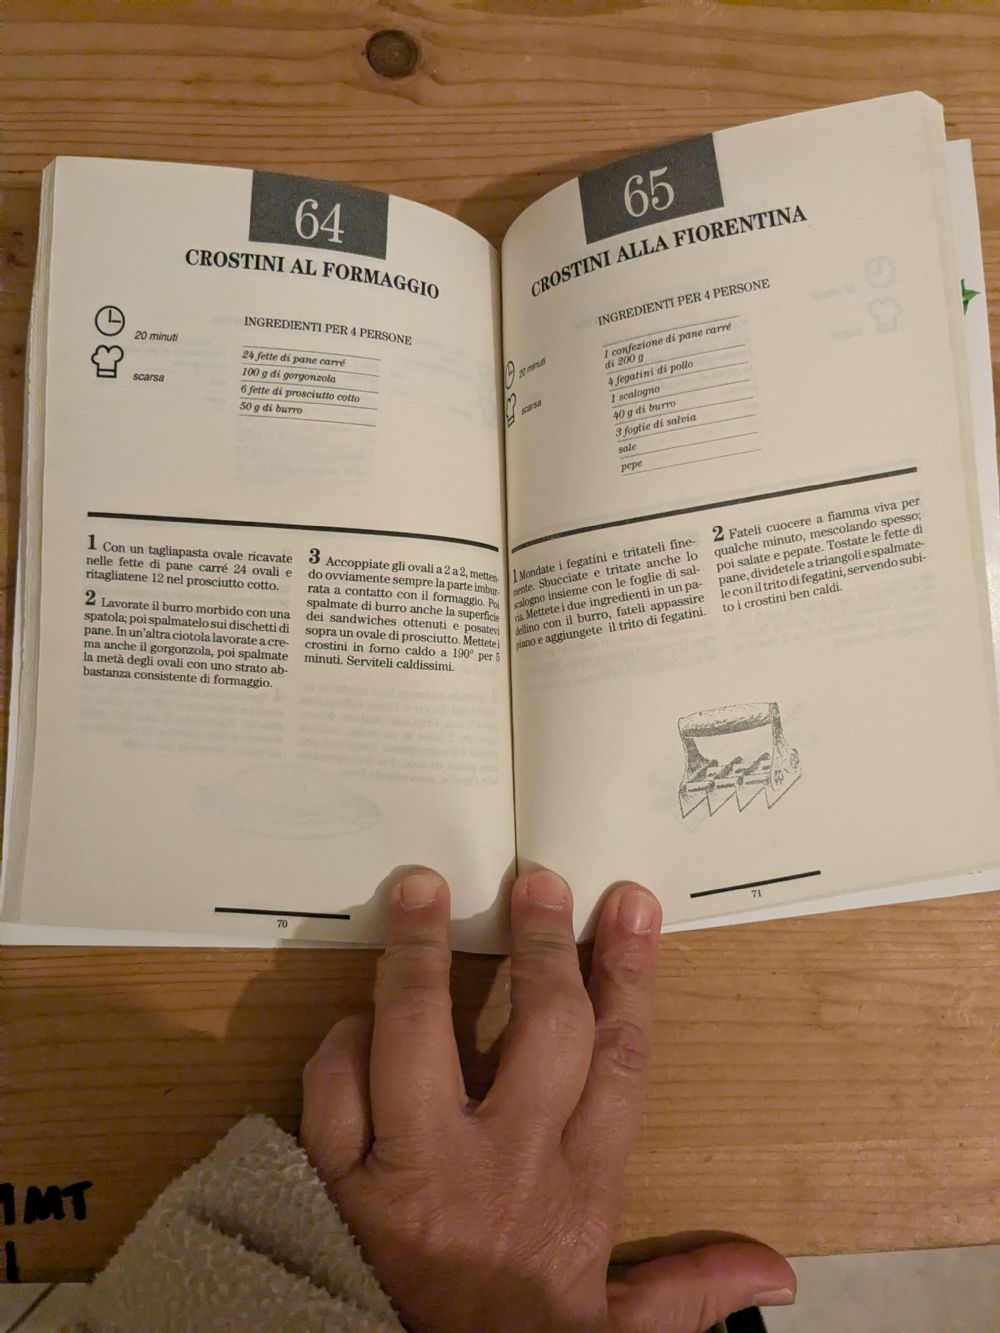 64
CROSTINI AL FORMAGGIO
20 minuti
scarsa
INGREDIENTI PER 4 PERSONE
24 fette di pane carré
100 g di gorgonzola
6 fette di prosciutto cotto
50 g di burro
1 Con un tagliapasta ovale ricavate
nelle fette di pane carré 24 ovali e
ritagliatene 12 nel prosciutto cotto.
2 Lavorate il burro morbido con una
spatola; poi spalmatelo sui dischetti di
pane. In un'altra ciotola lavorate a cre-
ma anche il gorgonzola, poi spalmate
la metà degli ovali con uno strato ab-
bastanza consistente di formaggio.
3 Accoppiate gli ovali a 2 a 2, metten-
do ovviamente sempre la parte imbur-
rata a contatto con il formaggio. Poi
spalmate di burro anche la superficie
dei sandwiches ottenuti e posatevi
sopra un ovale di prosciutto. Mettete i
crostini in forno caldo a 190° per 5
minuti. Serviteli caldissimi.
70
65
CROSTINI ALLA FIORENTINA
20 minuti
scarsa
INGREDIENTI PER 4 PERSONE
1 confezione di pane carré
di 200 g
4 fegatini di pollo
1 scalogno
40 g di burro
3 foglie di salvia
sale
pepe
1 Mondate i fegatini e tritateli fine-
mente. Sbucciate e tritate anche lo
scalogno insieme con le foglie di sal-
via. Mettete i due ingredienti in un pa-
dellino con il burro, fateli appassire
piano e aggiungete il trito di fegatini.
2 Fateli cuocere a fiamma viva per
qualche minuto, mescolando spesso;
poi salate e pepate. Tostate le fette di
pane, dividetele a triangoli e spalmate-
le con il trito di fegatini, servendo subi-
to i crostini ben caldi.
71
MT